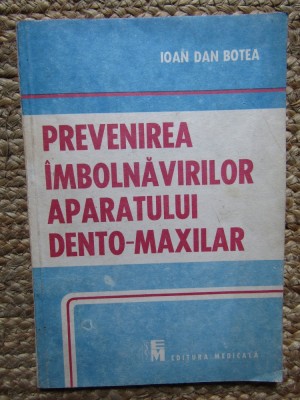 IOAN DAN BOTEA
PREVENIREA
ÎMBOLNĂVIRILOR
APARATULUI
DENTO-MAXILAR
EM EDITURA MEDICALĂ